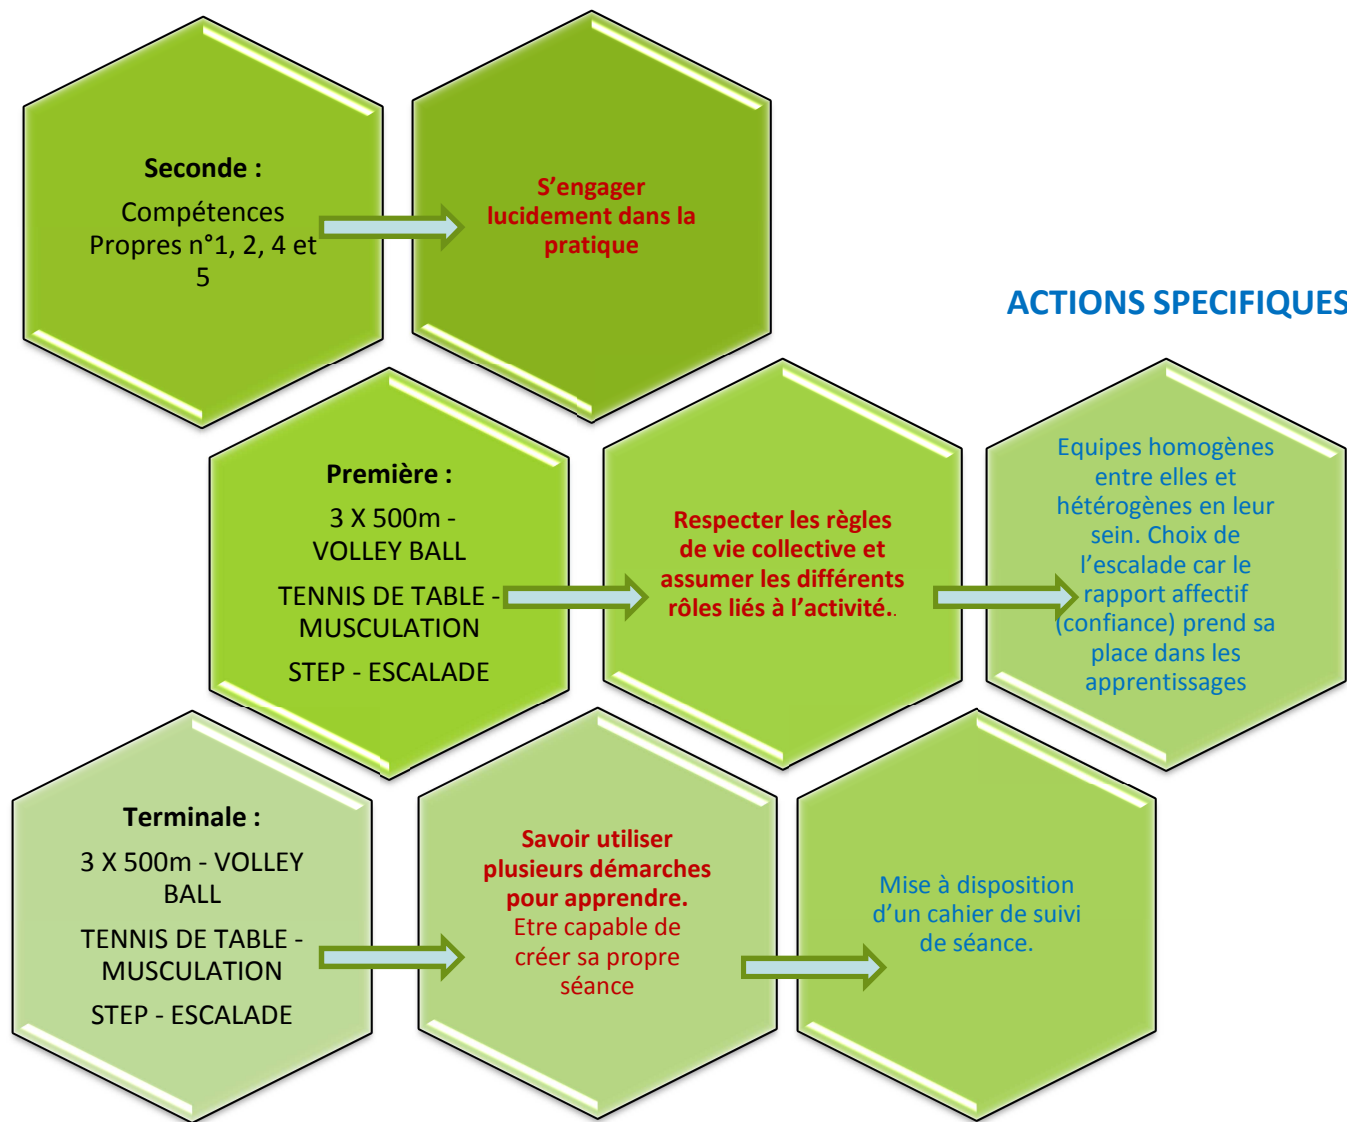 Seconde :
Compétences
Propres n°1, 2, 4 et
5
S’engager
lucidement dans la
pratique
ACTIONS SPECIFIQUES
Première :
3 X 500m -
VOLLEY BALL
TENNIS DE TABLE -
MUSCULATION
STEP - ESCALADE
Respecter les règles
de vie collective et
assumer les différents
rôles liés à l’activité..
Equipes homogènes
entre elles et
hétérogènes en leur
sein. Choix de
l’escalade car le
rapport affectif
(confiance) prend sa
place dans les
apprentissages
Terminale :
3 X 500m - VOLLEY
BALL
TENNIS DE TABLE -
MUSCULATION
STEP - ESCALADE
Savoir utiliser
plusieurs démarches
pour apprendre.
Etre capable de
créer sa propre
séance
Mise à disposition
d’un cahier de suivi
de séance.